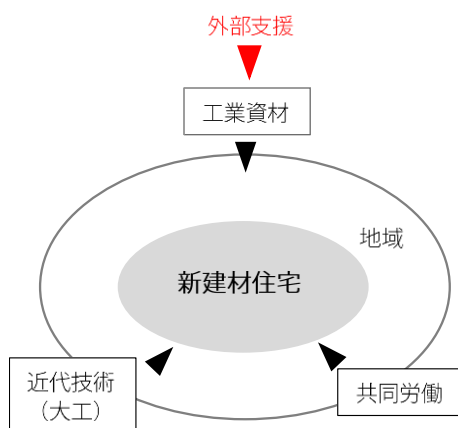 外部支援
工業資材
地域
新建材住宅
近代技術
（大工）
共同労働